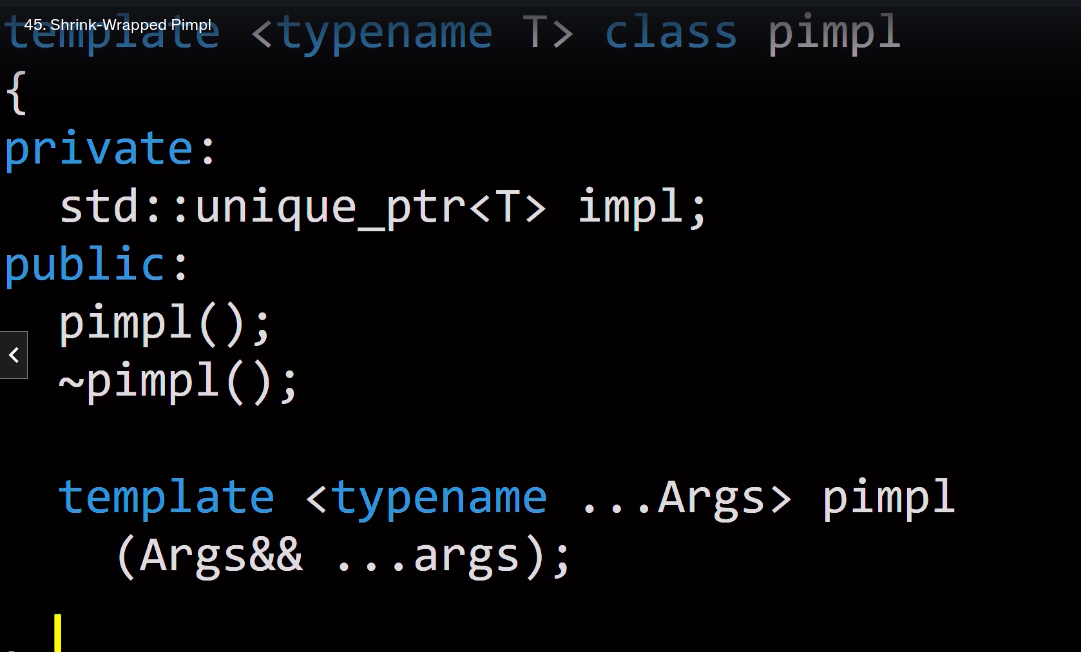 45. Shrink-Wrapped Pimpl
template <typename T> class pimpl
{
private:
std::unique_ptr<T> impl;
public:
pimpl();
~pimpl();
template <typename ...Args> pimpl
(Args&& ...args);